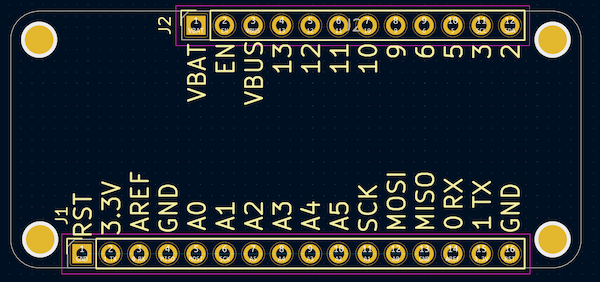 J2
VBAT
EN
VBUS
13
12
11
10
9
6
5
3
2
J1
RST
3.3V
AREF
GND
A0
A1
A2
A3
A4
A5
SCK
MOSI
MISO
0 RX
1 TX
GND